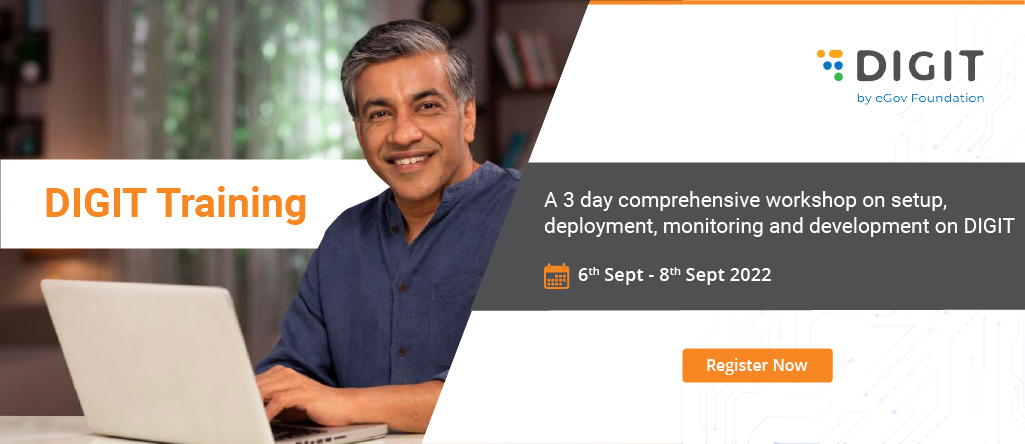 DIGIT
by eGov Foundation
DIGIT Training
A 3 day comprehensive workshop on setup,
deployment, monitoring and development on DIGIT
6th Sept - 8th Sept 2022
Register Now